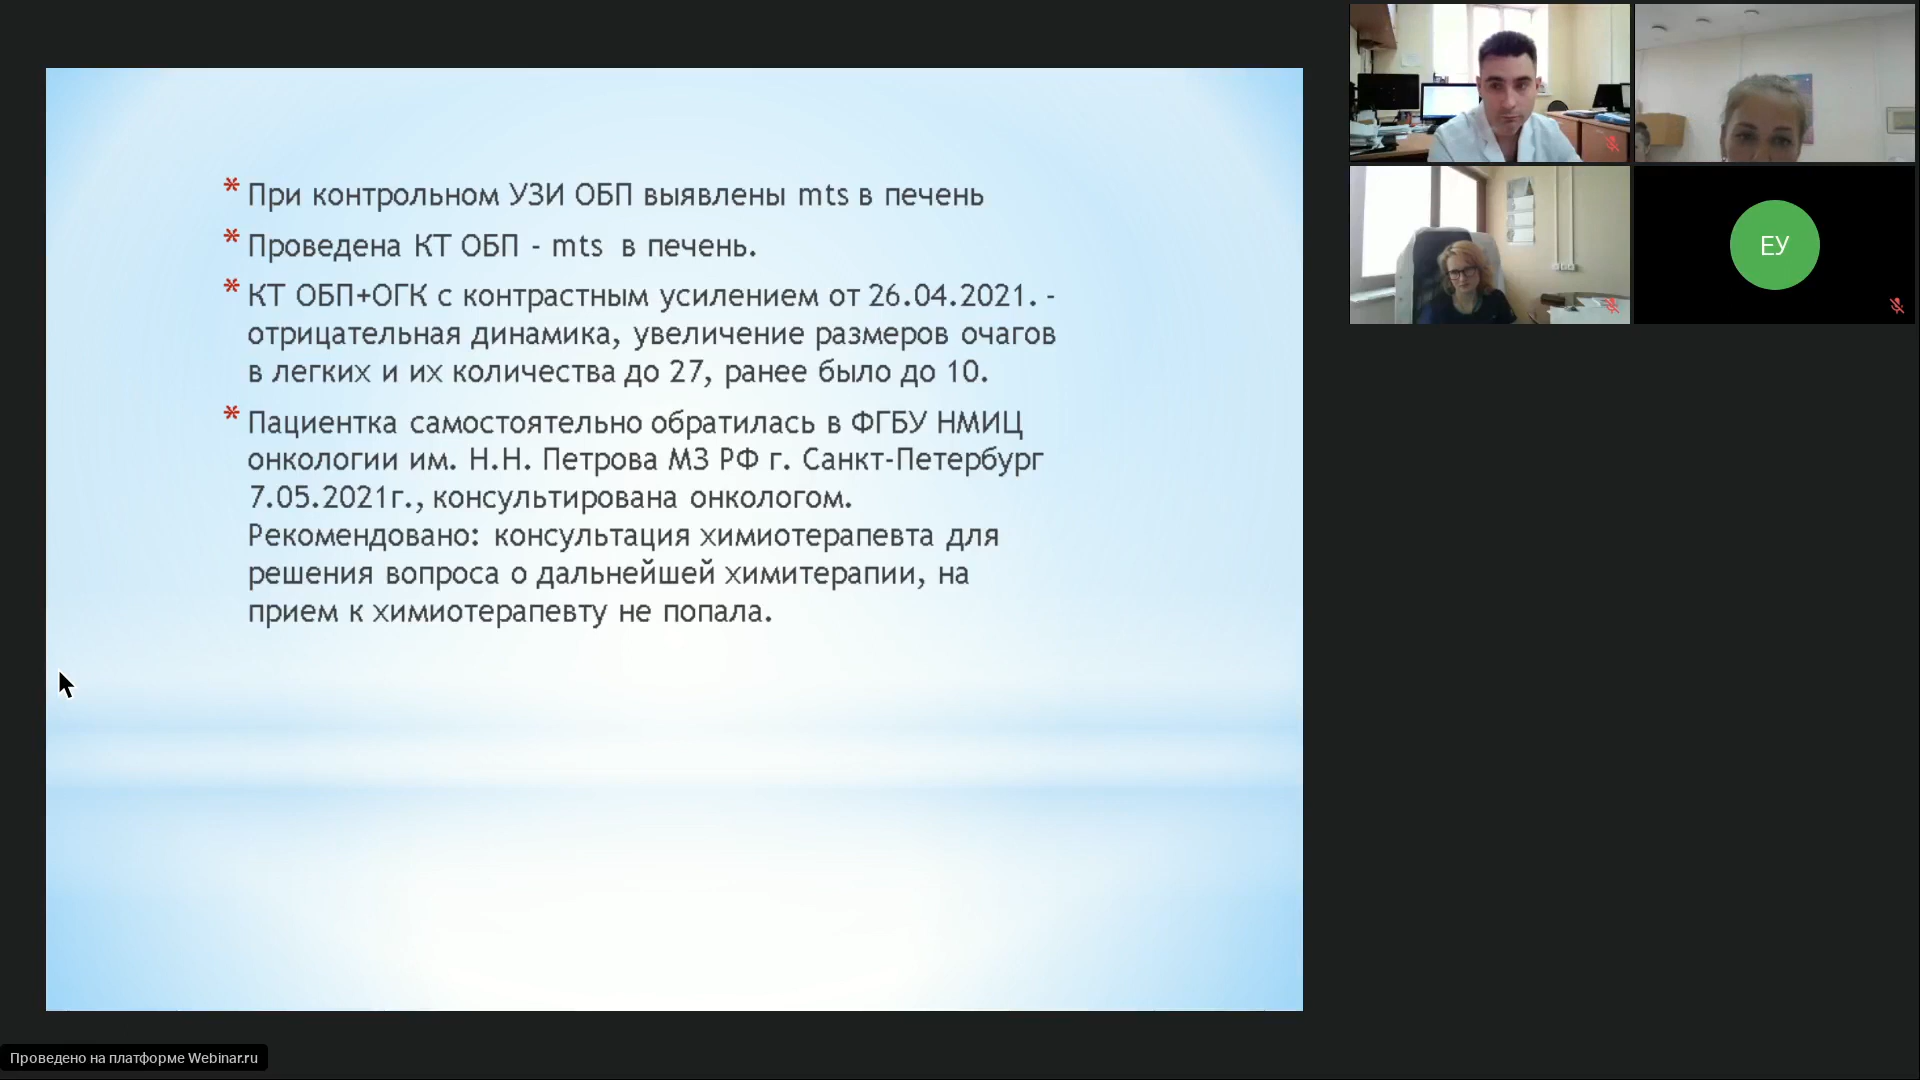 * При контрольном УЗИ ОБП выявлены mts в печень
* Проведена КТ ОБП - mts в печень.
* КТ ОБП+ОГК с контрастным усилением от 26.04.2021. -
отрицательная динамика, увеличение размеров очагов
в легких и их количества до 27, ранее было до 10.
* Пациентка самостоятельно обратилась в ФГБУ НМИЦ
онкологии им. Н.Н. Петрова МЗ РФ г. Санкт-Петербург
7.05.2021г., консультирована онкологом.
Рекомендовано: консультация химиотерапевта для
решения вопроса о дальнейшей химитерапии, на
прием к химиотерапевту не попала.
ЕУ
Проведено на платформе Webinar.ru